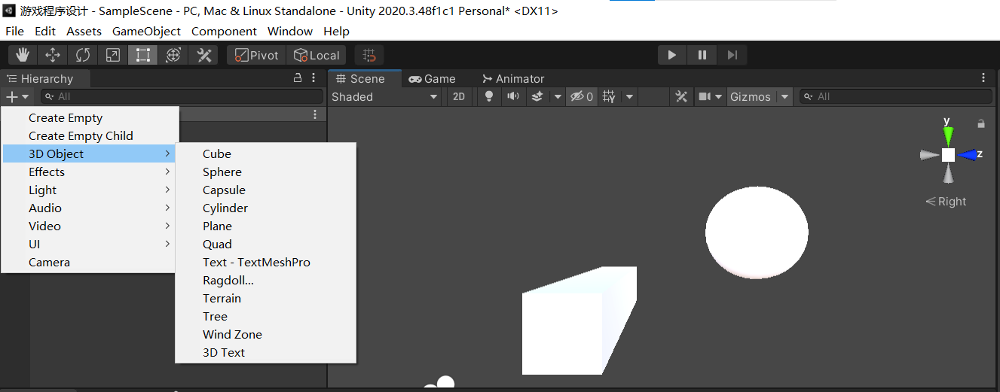 游戏程序设计 - SampleScene - PC, Mac & Linux Standalone - Unity 2020.3.48f1c1 Personal* <DX11>
File Edit Assets GameObject Component Window Help
Pivot Local
Hierarchy
All
Create Empty
Create Empty Child
3D Object
Effects
Light
Audio
Video
UI
Camera
Cube
Sphere
Capsule
Cylinder
Plane
Quad
Text - TextMeshPro
Ragdoll...
Terrain
Tree
Wind Zone
3D Text
Scene Game Animator
Shaded 2D 0 Gizmos All
y
z
Right